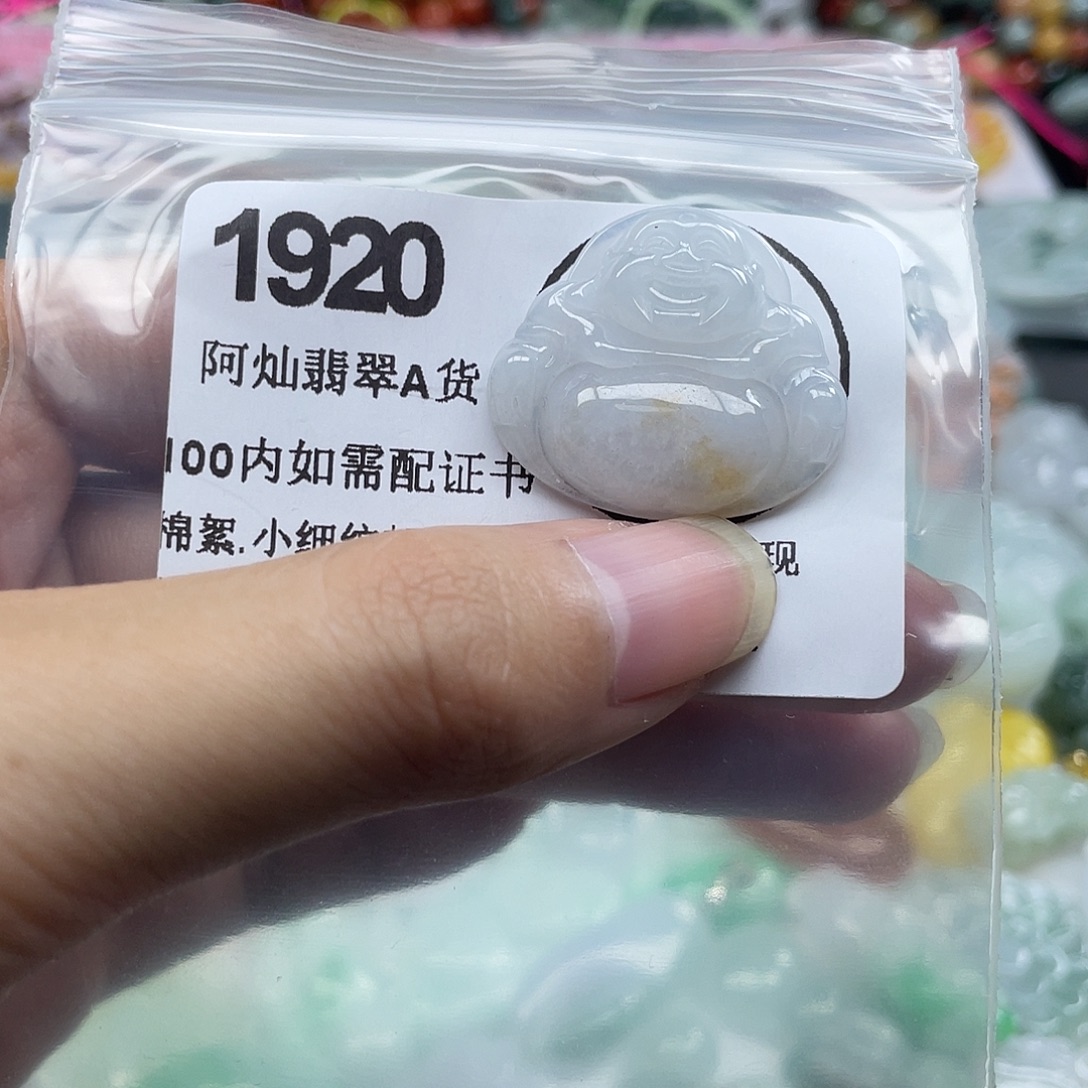 1920
阿灿翡翠A货
100内如需配证书
棉絮.小细纹 现